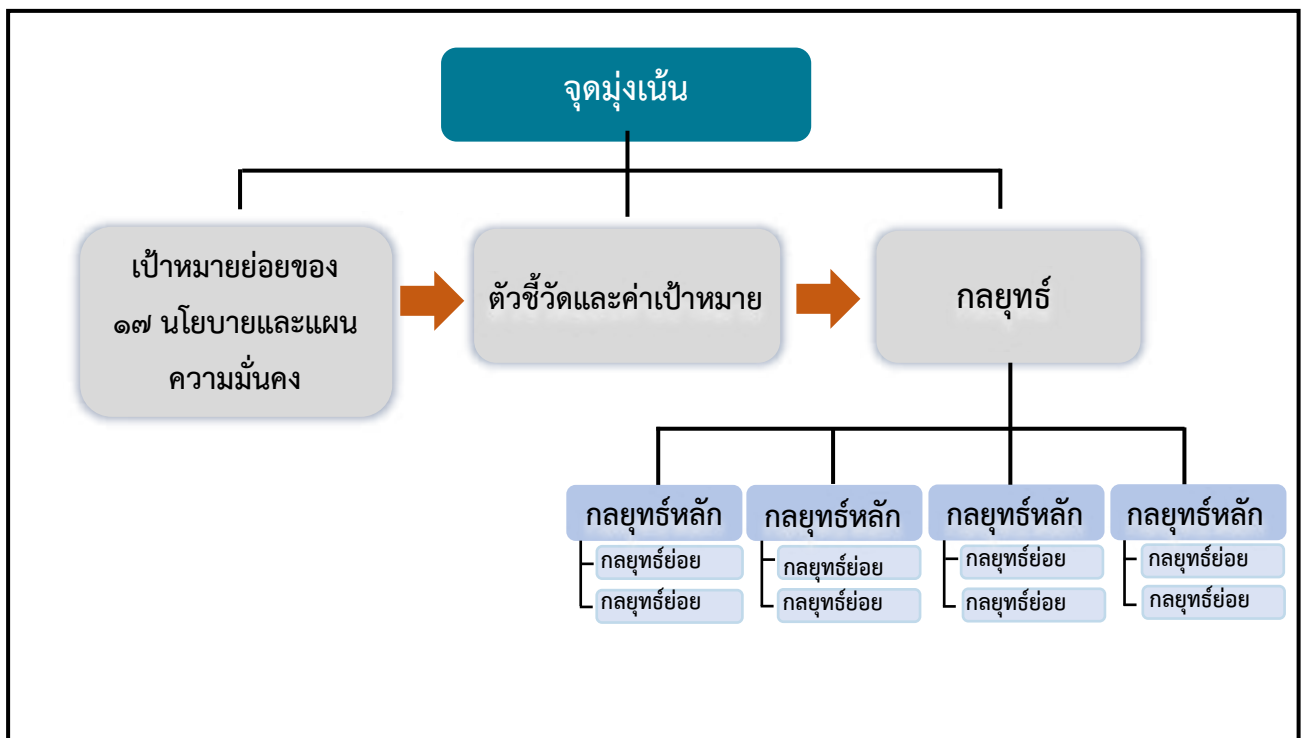 จุดมุ่งเน้น
เป้าหมายย่อยของ
๑๗ นโยบายและแผน
ความมั่นคง
ตัวชี้วัดและค่าเป้าหมาย
กลยุทธ์
กลยุทธ์หลัก
กลยุทธ์ย่อย
กลยุทธ์ย่อย
กลยุทธ์หลัก
กลยุทธ์ย่อย
กลยุทธ์ย่อย
กลยุทธ์หลัก
กลยุทธ์ย่อย
กลยุทธ์ย่อย
กลยุทธ์หลัก
กลยุทธ์ย่อย
กลยุทธ์ย่อย